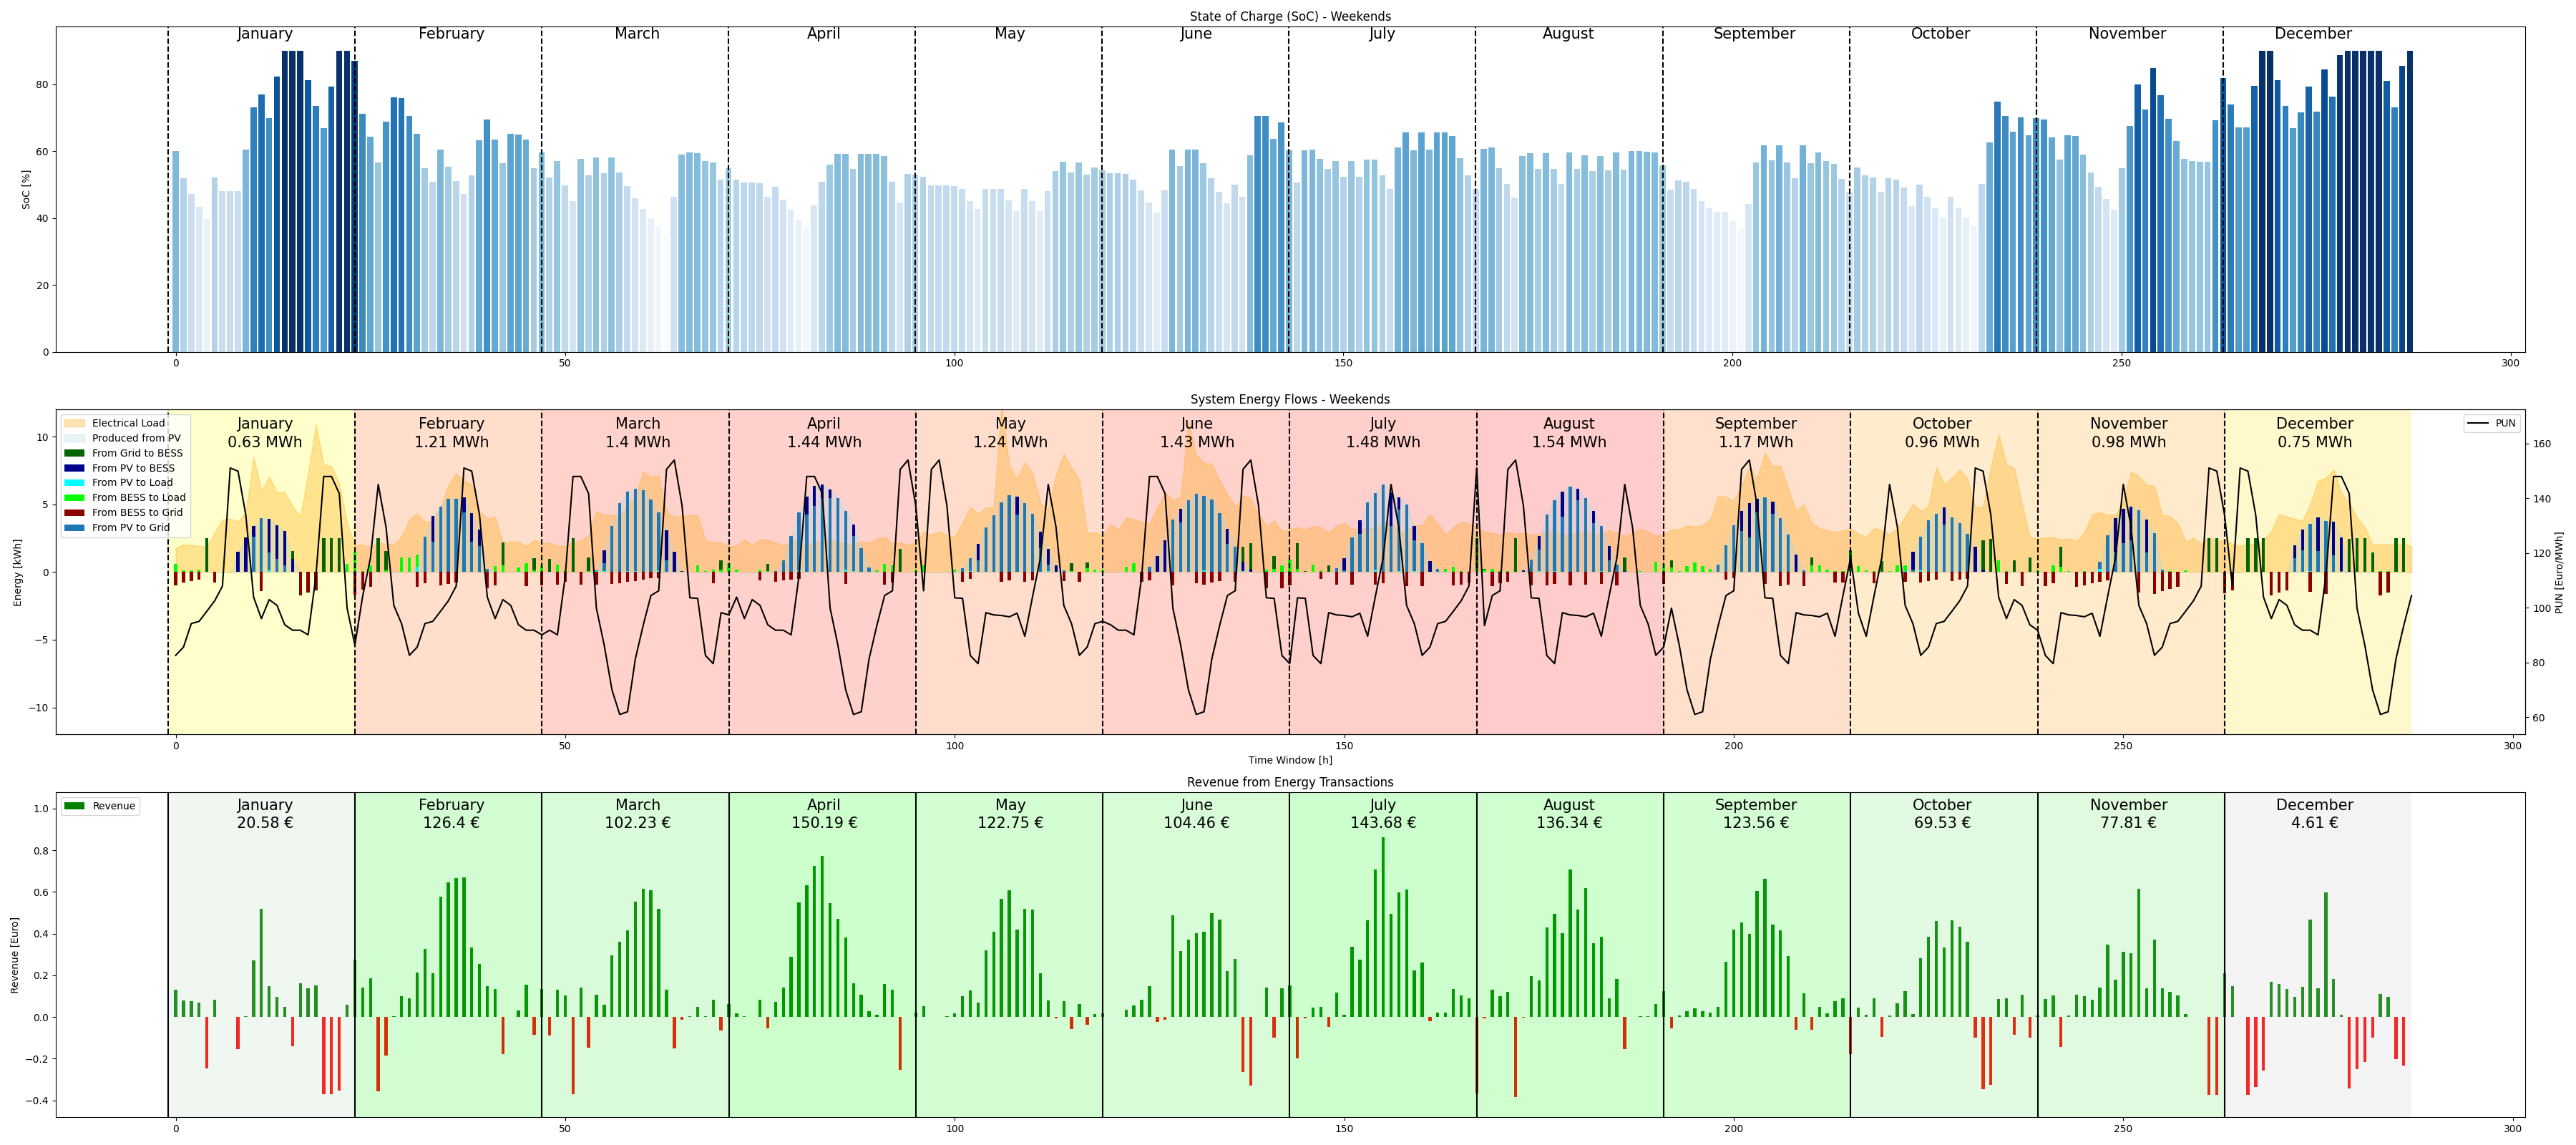 State of Charge (SoC) - Weekends
January February March April May June July August September October November December
80
60
40
20
0
SoC [%]
0 50 100 150 200 250 300
System Energy Flows - Weekends
Electrical Load
Produced from PV
From Grid to BESS
From PV to BESS
From PV to Load
From BESS to Load
From BESS to Grid
From PV to Grid
January February March April May June July August September October November December
0.63 MWh 1.21 MWh 1.4 MWh 1.44 MWh 1.24 MWh 1.43 MWh 1.48 MWh 1.54 MWh 1.17 MWh 0.96 MWh 0.98 MWh 0.75 MWh
PUN
10
5
0
−5
−10
Energy [kWh]
160
140
120
100
80
60
PUN [Euro/MWh]
0 50 100 150 200 250 300
Time Window [h]
Revenue from Energy Transactions
Revenue
January February March April May June July August September October November December
20.58 € 126.4 € 102.23 € 150.19 € 122.75 € 104.46 € 143.68 € 136.34 € 123.56 € 69.53 € 77.81 € 4.61 €
1.0
0.8
0.6
0.4
0.2
0.0
−0.2
−0.4
Revenue [Euro]
0 50 100 150 200 250 300